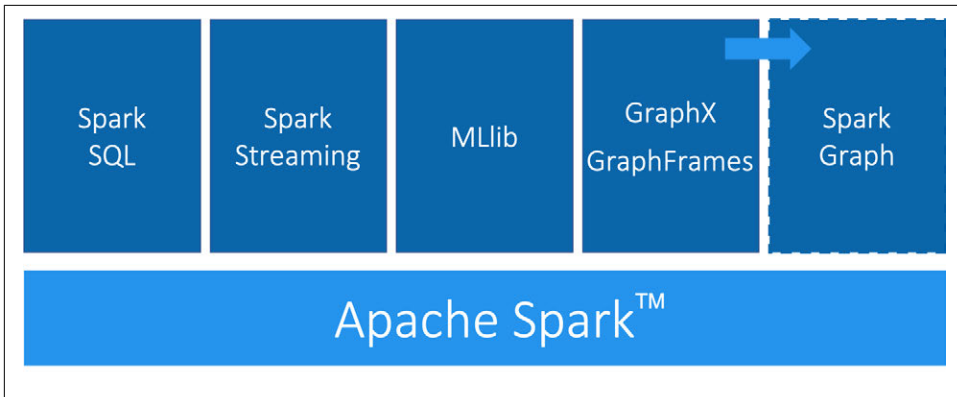 Spark
SQL
Spark
Streaming
MLlib
GraphX
GraphFrames
Spark
Graph
Apache Spark™